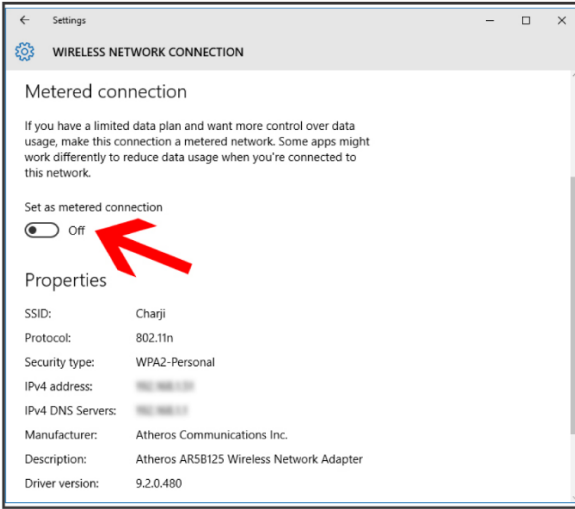 Settings
WIRELESS NETWORK CONNECTION
Metered connection
If you have a limited data plan and want more control over data
usage, make this connection a metered network. Some apps might
work differently to reduce data usage when you're connected to
this network.
Set as metered connection
Off
Properties
SSID: Charji
Protocol: 802.11n
Security type: WPA2-Personal
IPv4 address:
IPv4 DNS Servers:
Manufacturer: Atheros Communications Inc.
Description: Atheros AR5B125 Wireless Network Adapter
Driver version: 9.2.0.480